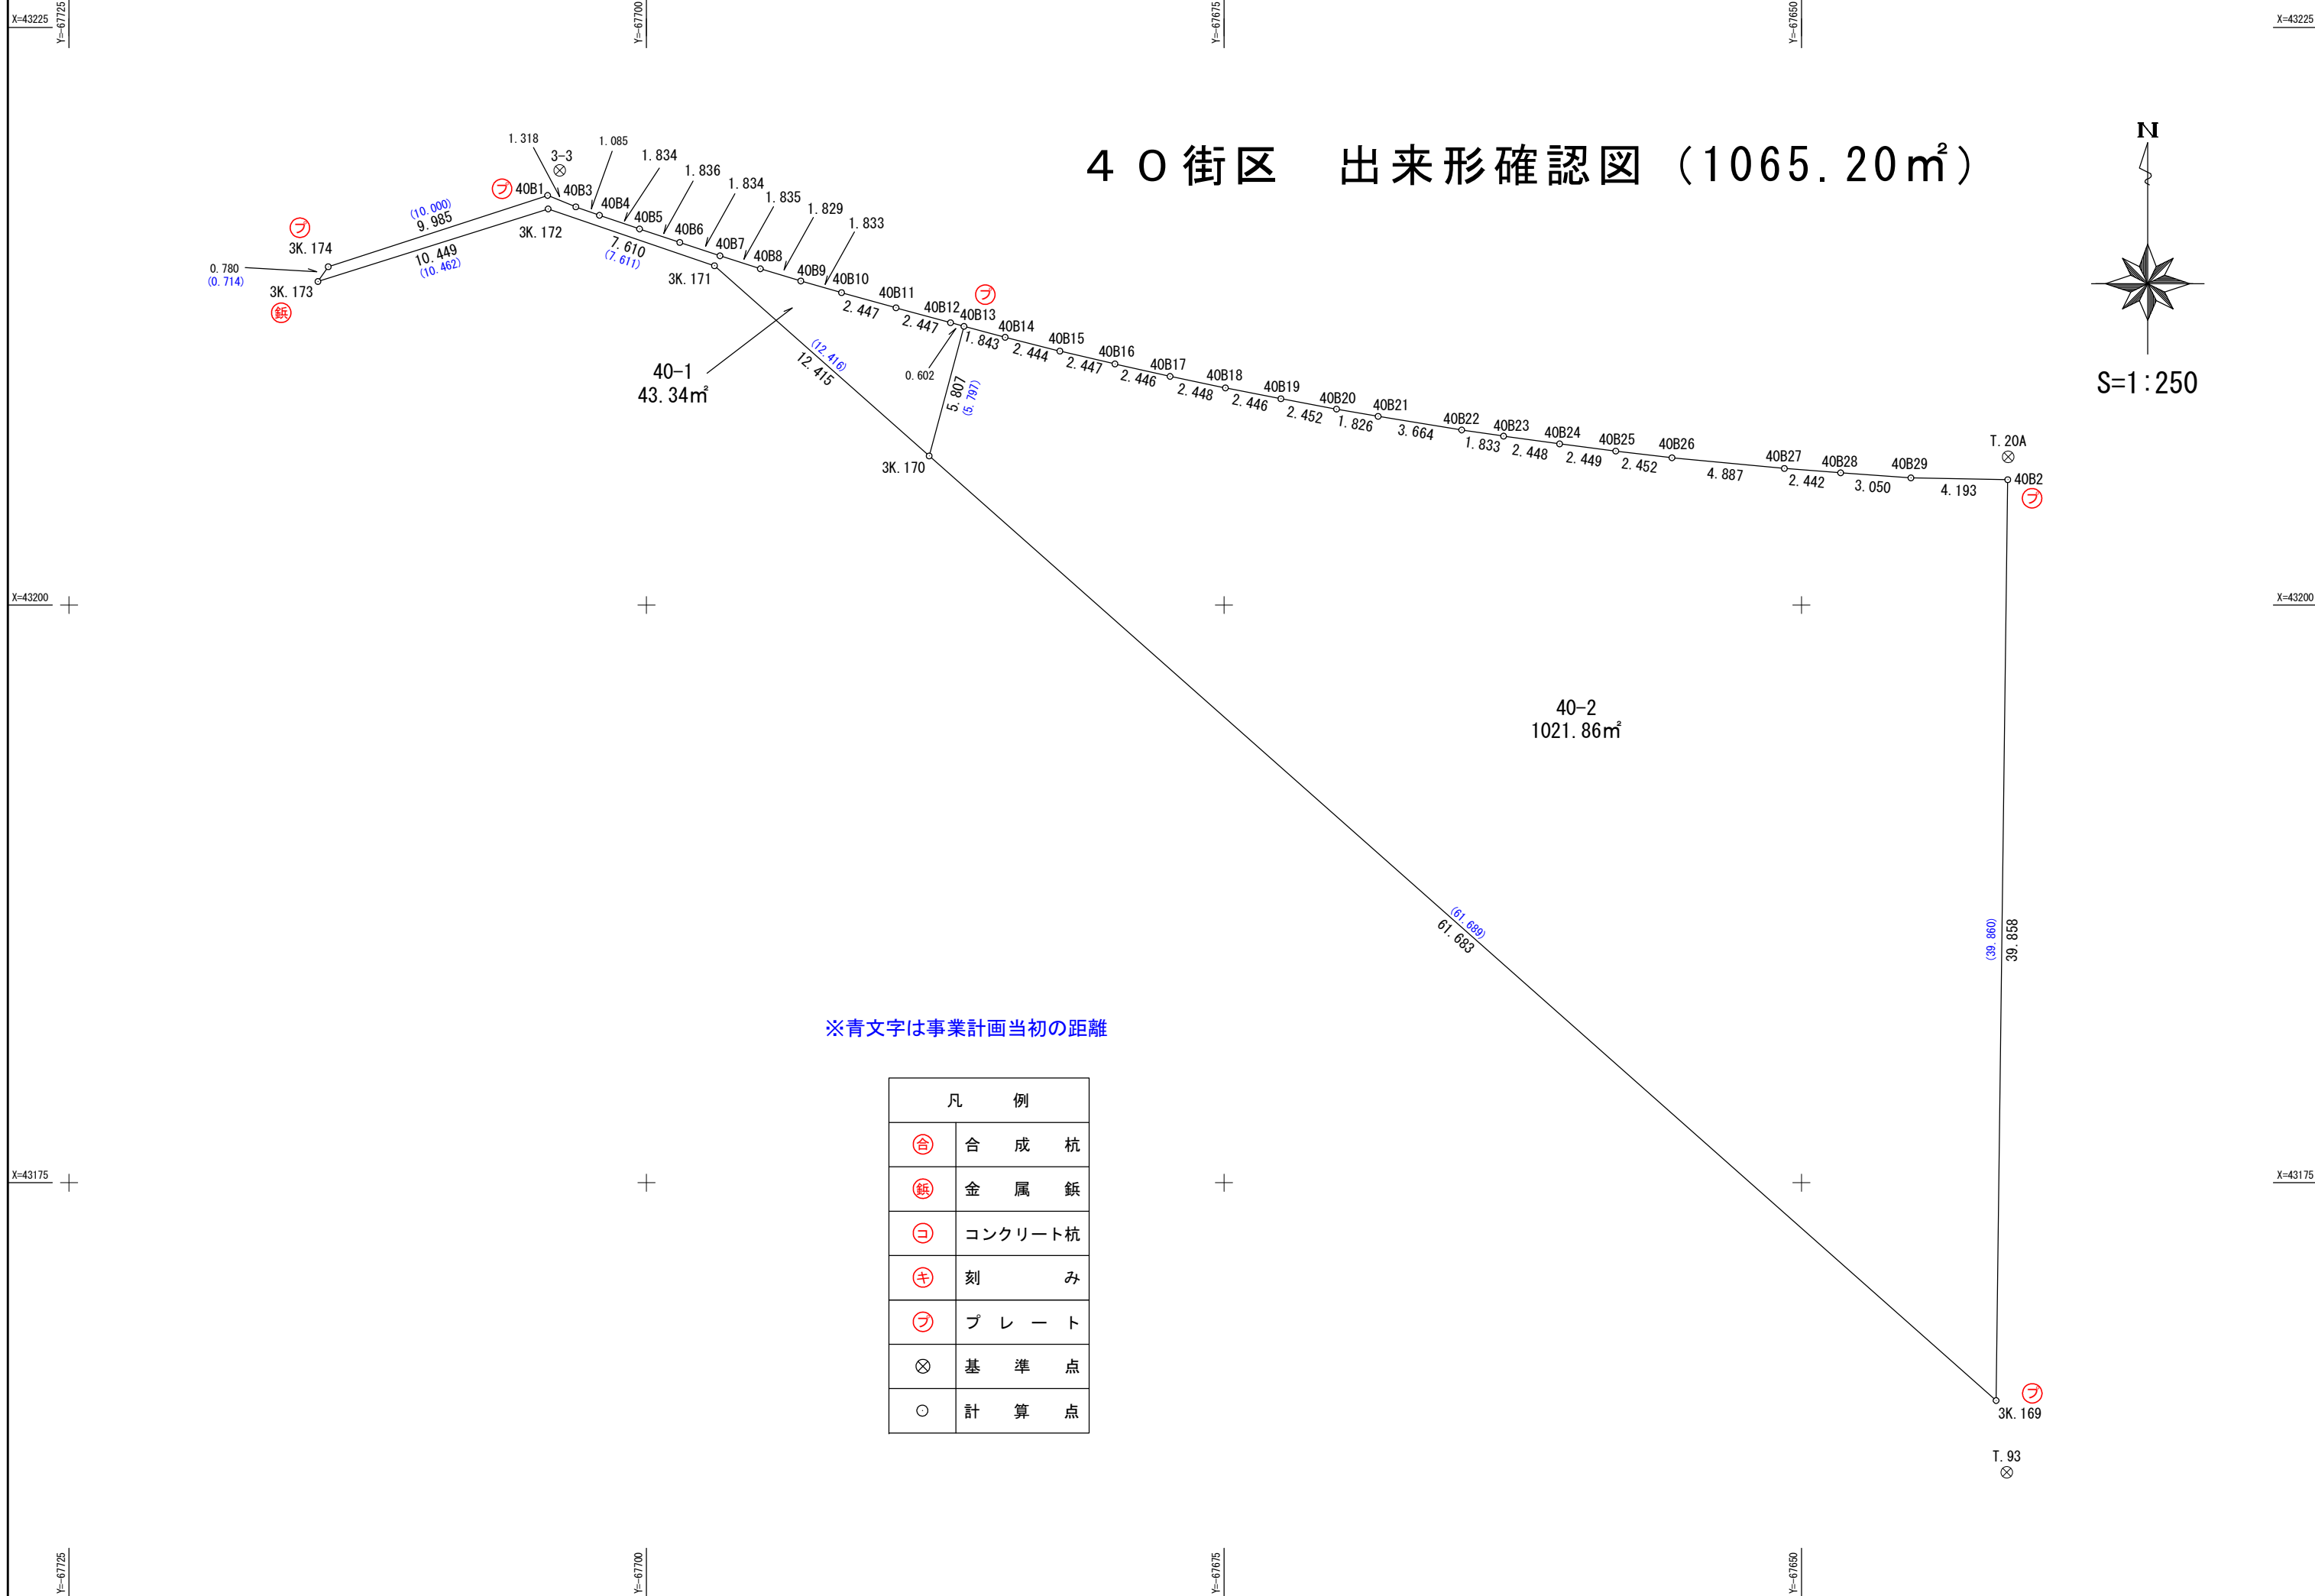 Y=-67725
Y=-67700
Y=-67675
Y=-67650
X=43225
X=43225
４０街区　出来形確認図（1065.20㎡）
N
S=1:250
1.318
1.085
3-3
1.834
1.836
1.834
1.835
1.829
1.833
プ
40B1
40B3
40B4
40B5
40B6
40B7
40B8
40B9
40B10
40B11
40B12
40B13
プ
40B14
40B15
40B16
40B17
40B18
40B19
40B20
40B21
40B22
40B23
40B24
40B25
40B26
40B27
40B28
40B29
T.20A
40B2
プ
(10.000)
9.985
プ
3K.174
10.449
(10.462)
0.780
(0.714)
3K.173
鋲
3K.172
7.610
(7.611)
3K.171
2.447
2.447
0.602
1.843
2.444
2.447
2.446
2.448
2.446
2.452
1.826
3.664
1.833
2.448
2.449
2.452
4.887
2.442
3.050
4.193
(12.416)
12.415
40-1
43.34㎡
5.807
(5.797)
3K.170
X=43200
X=43200
40-2
1021.86㎡
(61.689)
61.683
(39.860)
39.858
※青文字は事業計画当初の距離
凡　例
合 合成杭
鋲 金属鋲
コ コンクリート杭
キ 刻み
プ プレート
基準点
計算点
X=43175
X=43175
プ
3K.169
T.93
Y=-67725
Y=-67700
Y=-67675
Y=-67650